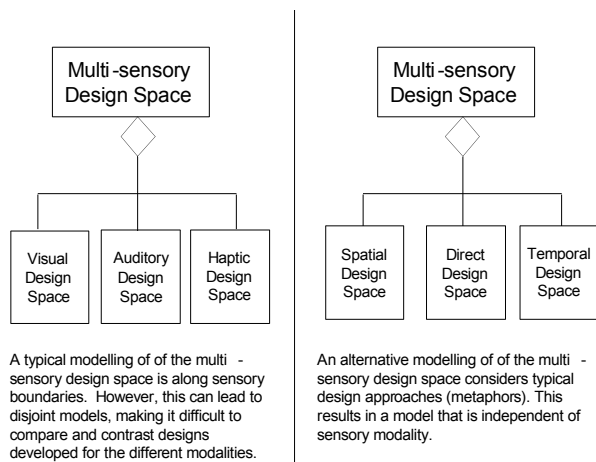 Multi-sensory
Design Space
Visual
Design
Space
Auditory
Design
Space
Haptic
Design
Space
A typical modelling of of the multi -
sensory design space is along sensory
boundaries. However, this can lead to
disjoint models, making it difficult to
compare and contrast designs
developed for the different modalities.
Multi-sensory
Design Space
Spatial
Design
Space
Direct
Design
Space
Temporal
Design
Space
An alternative modelling of of the multi -
sensory design space considers typical
design approaches (metaphors). This
results in a model that is independent of
sensory modality.